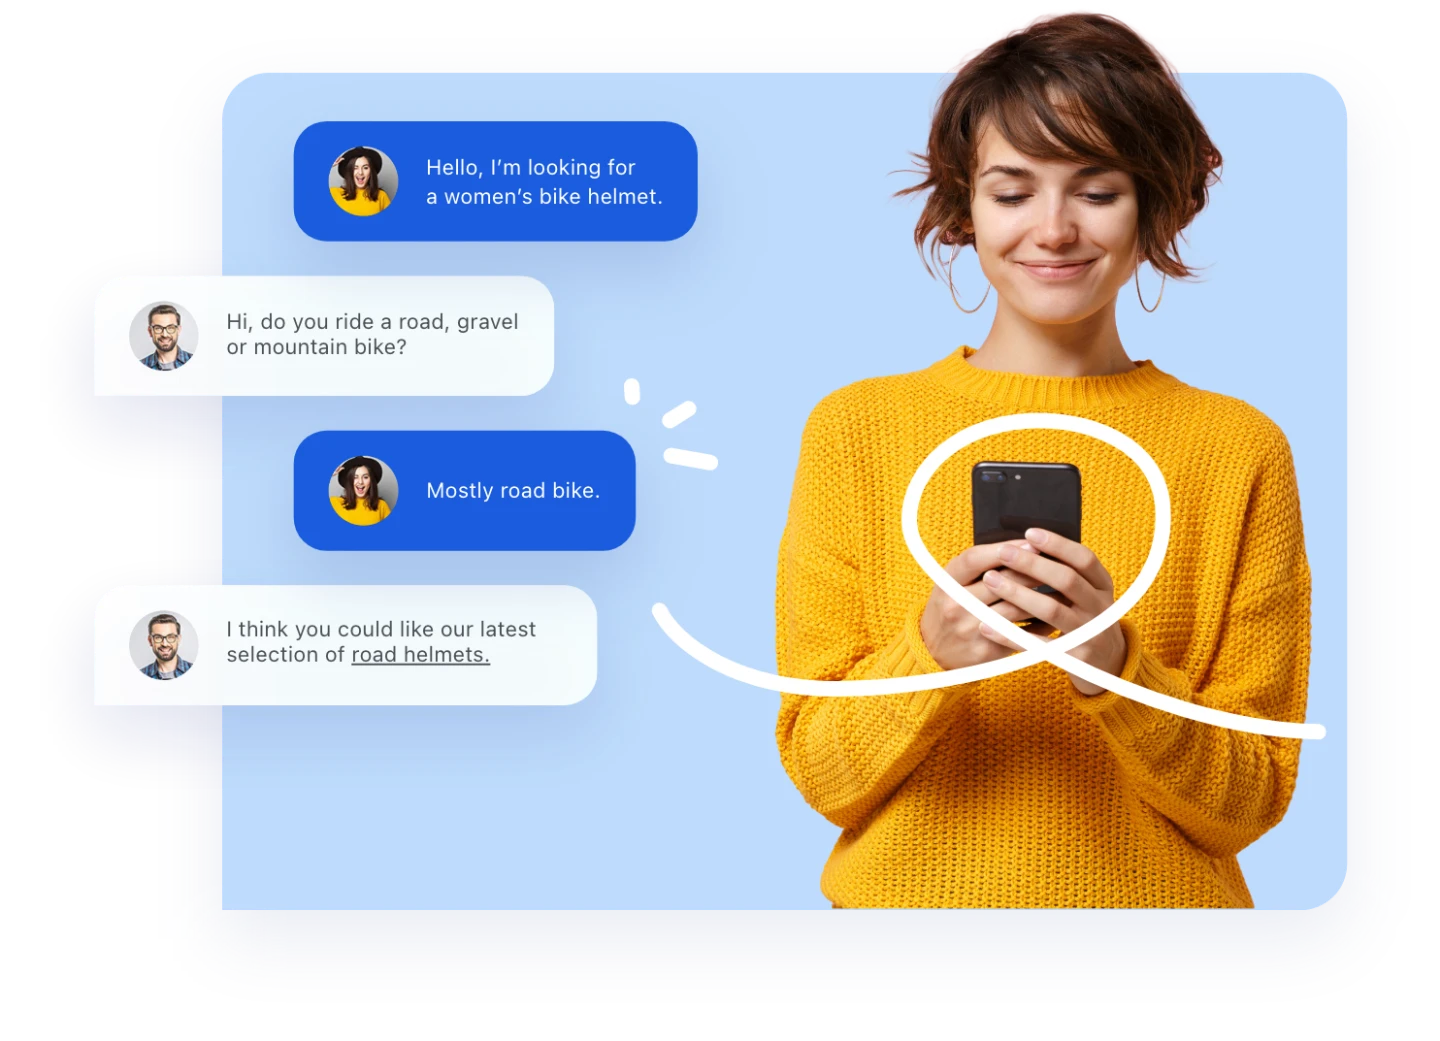 Hello, I’m looking for
a women’s bike helmet.
Hi, do you ride a road, gravel
or mountain bike?
Mostly road bike.
I think you could like our latest
selection of road helmets.